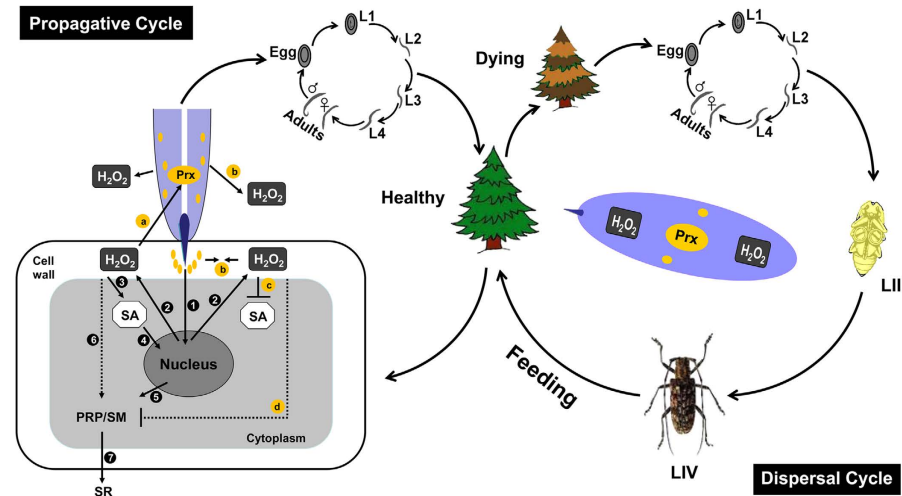 Propagative Cycle
Egg
L1
L2
L3
L4
♀
♂
Adults
Dying
Egg
L1
L2
L3
L4
♀
♂
Adults
H₂O₂
Prx
b
H₂O₂
a
Healthy
H₂O₂
Prx
H₂O₂
LII
Cell
wall
H₂O₂
b
H₂O₂
3
2
1
2
c
SA
SA
4
6
Nucleus
5
d
PRP/SM
Cytoplasm
7
SR
Feeding
LIV
Dispersal Cycle